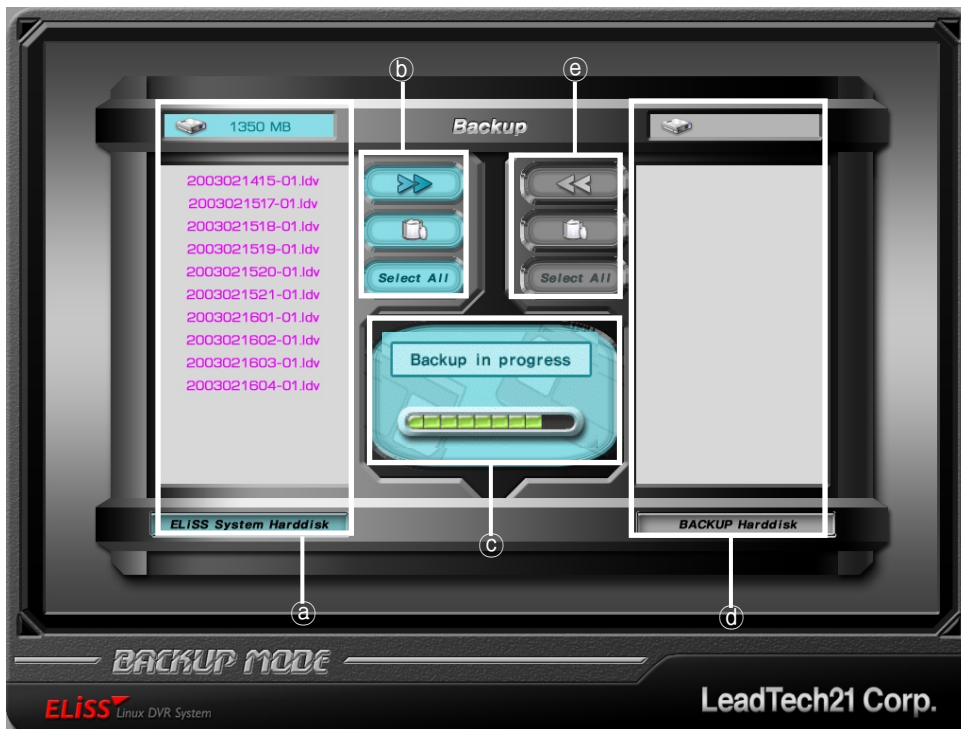 ⓑ
ⓔ
1350 MB
Backup
2003021415-01.ldv
2003021517-01.ldv
2003021518-01.ldv
2003021519-01.ldv
2003021520-01.ldv
2003021521-01.ldv
2003021601-01.ldv
2003021602-01.ldv
2003021603-01.ldv
2003021604-01.ldv
Select All
Select All
Backup in progress
ELiSS System Harddisk
BACKUP Harddisk
ⓒ
ⓐ
ⓓ
BACKUP MODE
ELiSS Linux DVR System
LeadTech21 Corp.